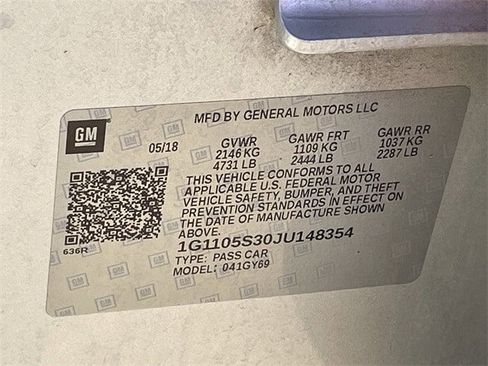 MFD BY GENERAL MOTORS LLC
GM
05/18 GVWR GAWR FRT GAWR RR
2146 KG 1109 KG 1037 KG
4731 LB 2444 LB 2287 LB
THIS VEHICLE CONFORMS TO ALL
APPLICABLE U.S. FEDERAL MOTOR
VEHICLE SAFETY, BUMPER, AND THEFT
PREVENTION STANDARDS IN EFFECT ON
THE DATE OF MANUFACTURE SHOWN
ABOVE.
636R
1G1105S30JU148354
TYPE: PASS CAR
MODEL: 041GY69